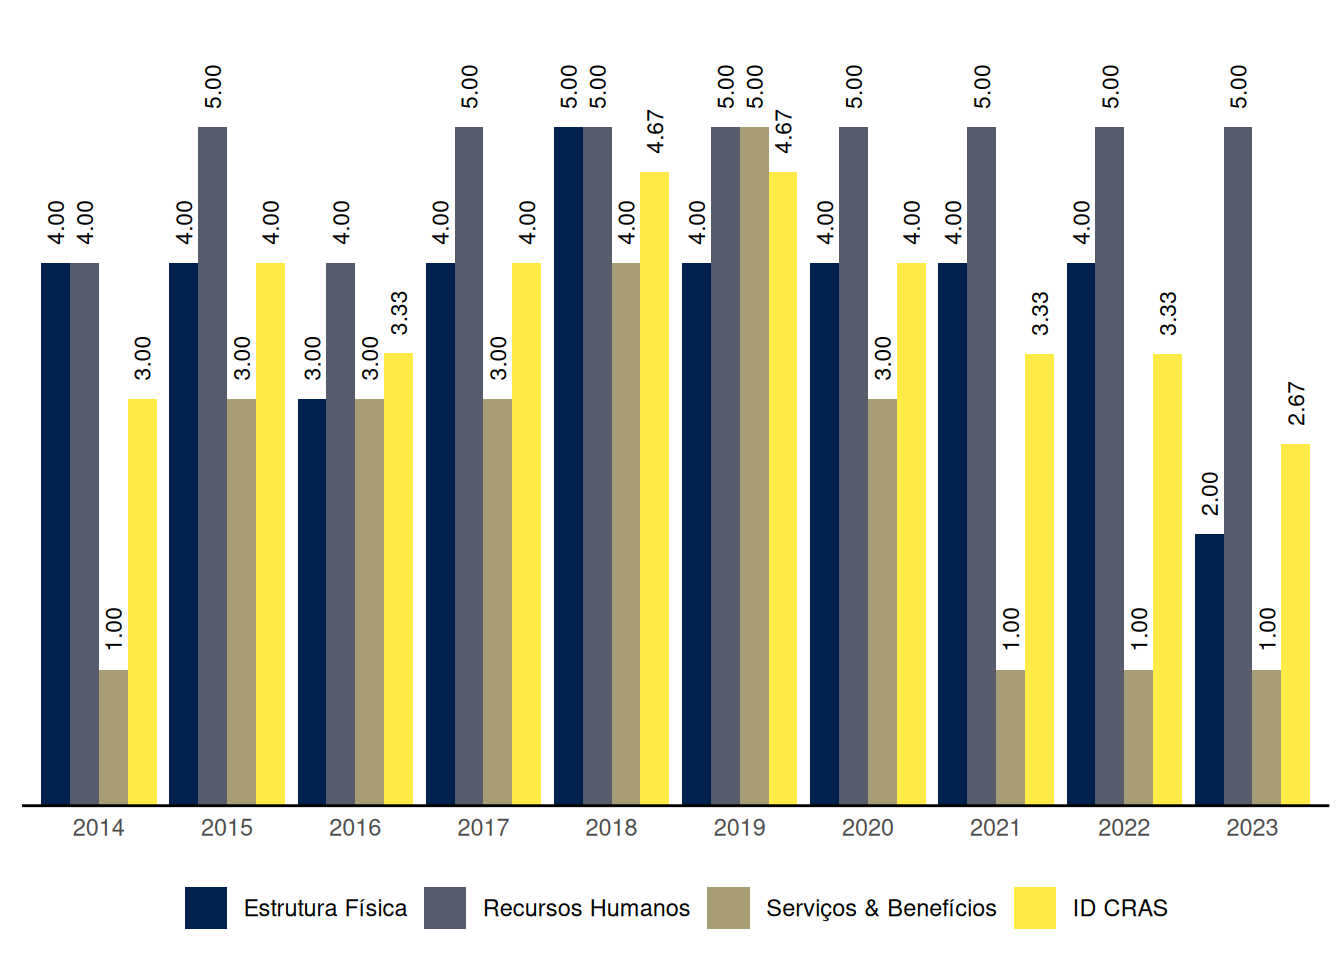 4.00 4.00 1.00 3.00
4.00 5.00 3.00 4.00
3.00 4.00 3.00 3.33
4.00 5.00 3.00 4.00
5.00 5.00 4.00 4.67
4.00 5.00 5.00 4.67
4.00 5.00 3.00 4.00
4.00 5.00 1.00 3.33
4.00 5.00 1.00 3.33
2.00 5.00 1.00 2.67
2014 2015 2016 2017 2018 2019 2020 2021 2022 2023
Estrutura Física Recursos Humanos Serviços & Benefícios ID CRAS